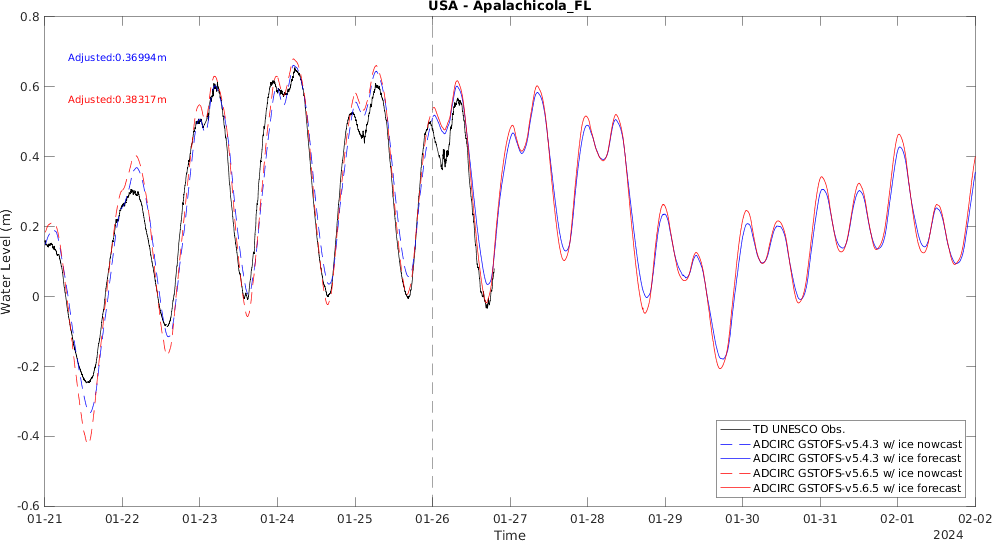 USA - Apalachicola_FL
0.8
Adjusted:0.36994m
0.6
Adjusted:0.38317m
0.4
0.2
0
-0.2
-0.4
-0.6
Water Level (m)
TD UNESCO Obs.
ADCIRC GSTOFS-v5.4.3 w/ ice nowcast
ADCIRC GSTOFS-v5.4.3 w/ ice forecast
ADCIRC GSTOFS-v5.6.5 w/ ice nowcast
ADCIRC GSTOFS-v5.6.5 w/ ice forecast
01-21 01-22 01-23 01-24 01-25 01-26 01-27 01-28 01-29 01-30 01-31 02-01 02-02
Time
2024